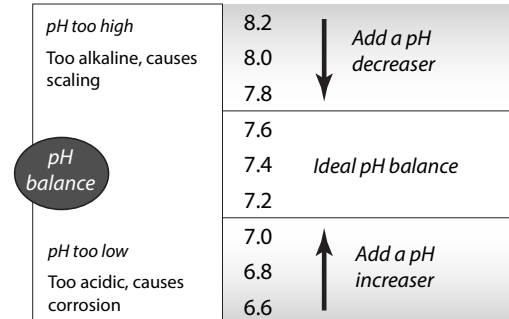 pH too high
Too alkaline, causes
scaling
8.2
8.0
7.8
Add a pH
decreaser
pH
balance
7.6
7.4
7.2
Ideal pH balance
pH too low
Too acidic, causes
corrosion
7.0
6.8
6.6
Add a pH
increaser